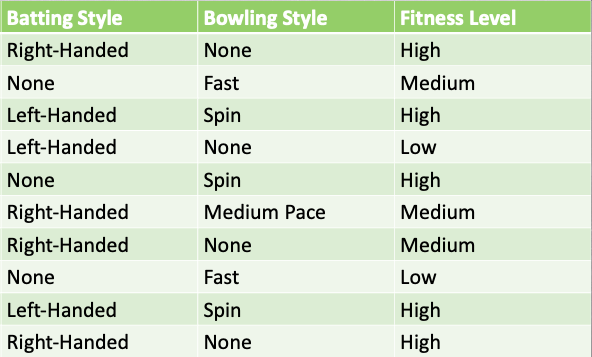 Batting Style Bowling Style Fitness Level
Right-Handed None High
None Fast Medium
Left-Handed Spin High
Left-Handed None Low
None Spin High
Right-Handed Medium Pace Medium
Right-Handed None Medium
None Fast Low
Left-Handed Spin High
Right-Handed None High